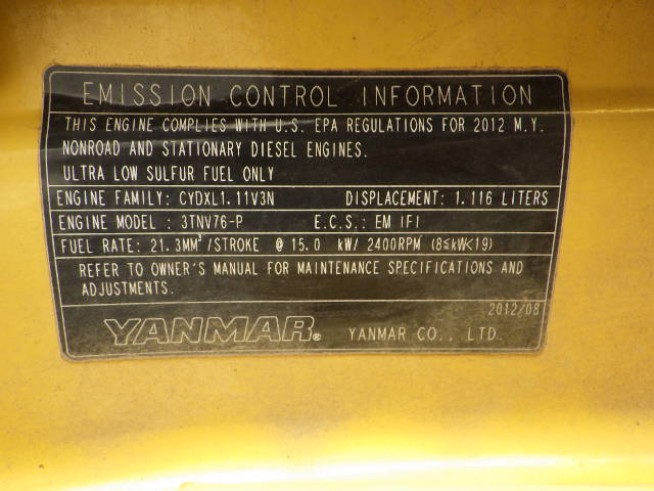 EMISSION CONTROL INFORMATION
THIS ENGINE COMPLIES WITH U.S. EPA REGULATIONS FOR 2012 M.Y.
NONROAD AND STATIONARY DIESEL ENGINES.
ULTRA LOW SULFUR FUEL ONLY
ENGINE FAMILY: CYDXL1.11V3N DISPLACEMENT: 1.116 LITERS
ENGINE MODEL : 3TNV76-P E.C.S.: EM IFI
FUEL RATE: 21.3MM³/STROKE @ 15.0 kW/ 2400RPM (8≤kW<19)
REFER TO OWNER'S MANUAL FOR MAINTENANCE SPECIFICATIONS AND
ADJUSTMENTS.
2012/08
YANMAR® YANMAR CO., LTD.